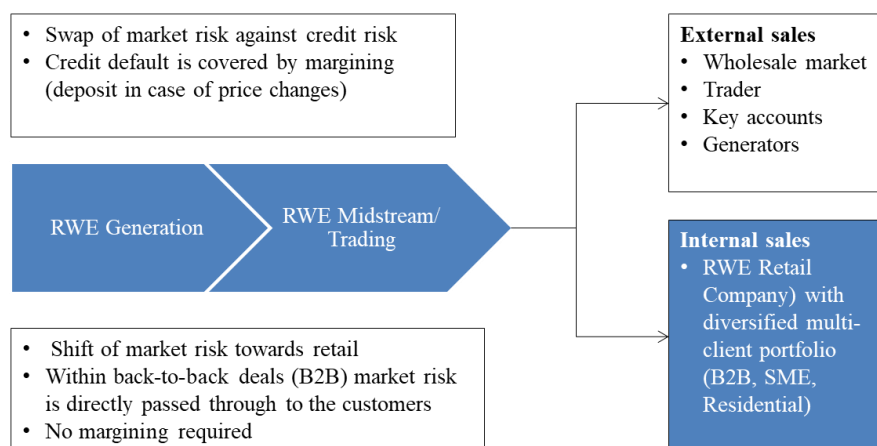 • Swap of market risk against credit risk
• Credit default is covered by margining
(deposit in case of price changes)
External sales
• Wholesale market
• Trader
• Key accounts
• Generators
RWE Generation
RWE Midstream/
Trading
Internal sales
• RWE Retail
Company) with
diversified multi-
client portfolio
(B2B, SME,
Residential)
• Shift of market risk towards retail
• Within back-to-back deals (B2B) market risk
is directly passed through to the customers
• No margining required